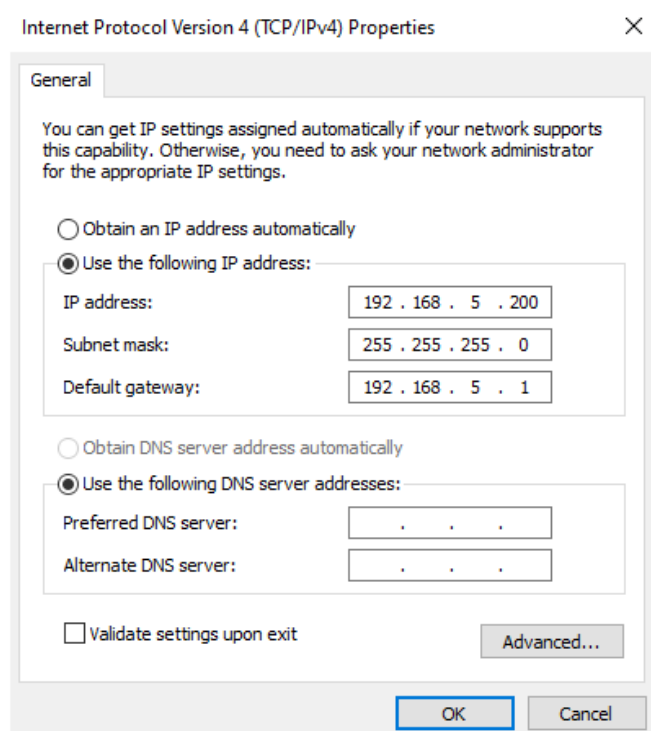 Internet Protocol Version 4 (TCP/IPv4) Properties
General
You can get IP settings assigned automatically if your network supports
this capability. Otherwise, you need to ask your network administrator
for the appropriate IP settings.
Obtain an IP address automatically
Use the following IP address:
IP address: 192 . 168 . 5 . 200
Subnet mask: 255 . 255 . 255 . 0
Default gateway: 192 . 168 . 5 . 1
Obtain DNS server address automatically
Use the following DNS server addresses:
Preferred DNS server: . . .
Alternate DNS server: . . .
Validate settings upon exit
Advanced...
OK Cancel